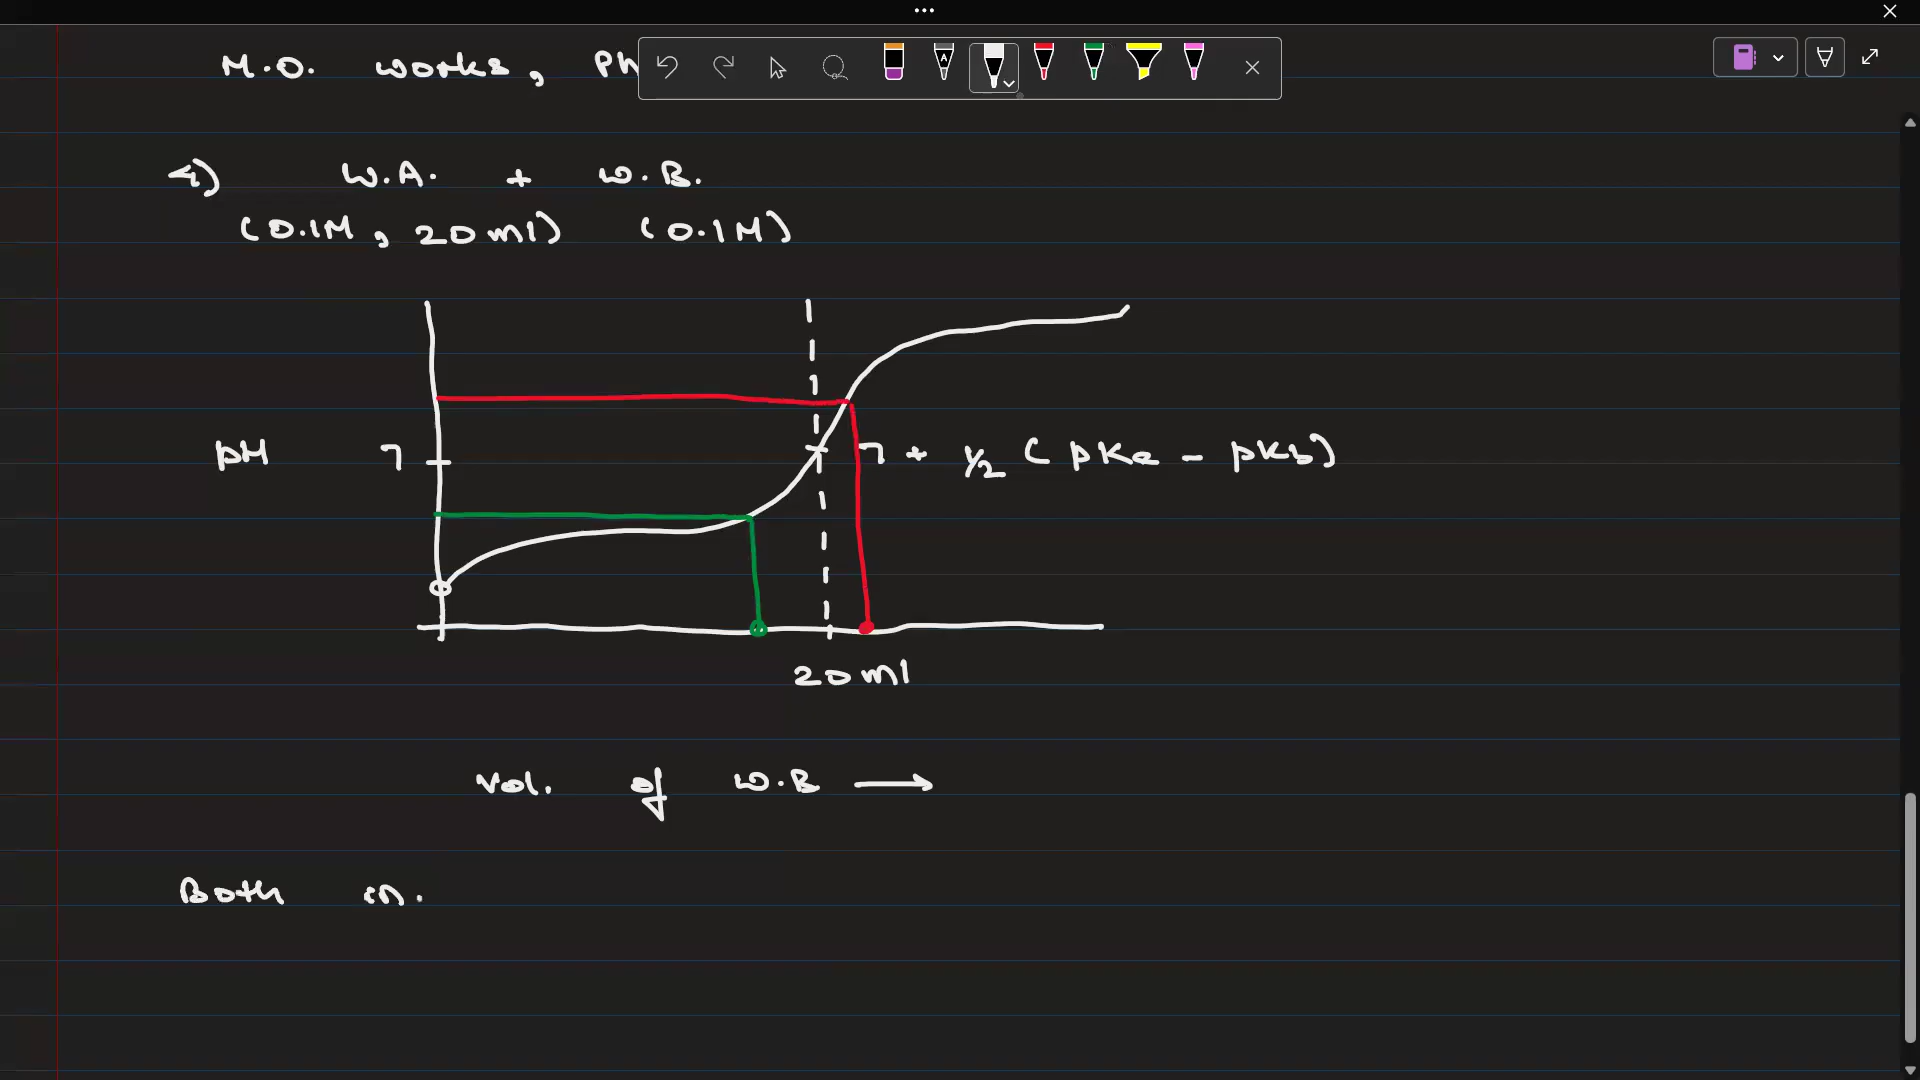 M.O. works, Ph
4) W.A. + W.B.
(0.1M, 20ml) (0.1M)
pH 7 7 + 1/2 (pKa - pKb)
20ml
Vol. of W.B →
Both in.